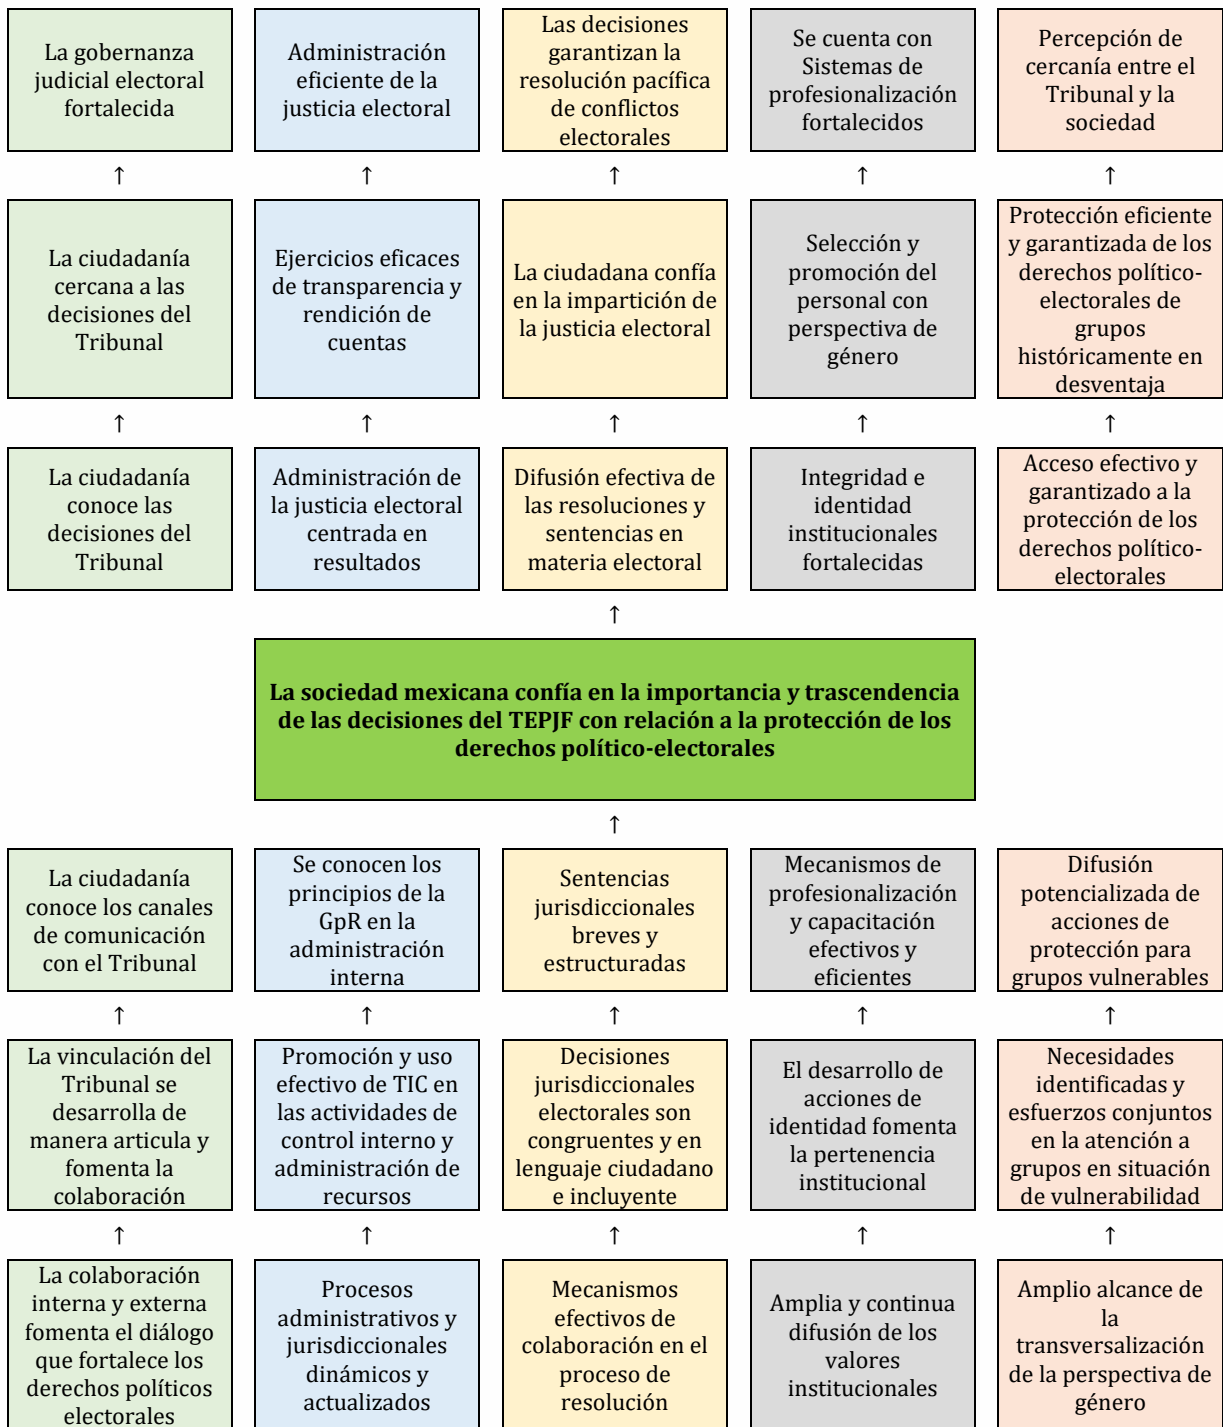 La gobernanza
judicial electoral
fortalecida
Administración
eficiente de la
justicia electoral
Las decisiones
garantizan la
resolución pacífica
de conflictos
electorales
Se cuenta con
Sistemas de
profesionalización
fortalecidos
Percepción de
cercanía entre el
Tribunal y la
sociedad
↑ ↑ ↑ ↑ ↑
La ciudadanía
cercana a las
decisiones del
Tribunal
Ejercicios eficaces
de transparencia y
rendición de
cuentas
La ciudadana confía
en la impartición de
la justicia electoral
Selección y
promoción del
personal con
perspectiva de
género
Protección eficiente
y garantizada de los
derechos político-
electorales de
grupos
históricamente en
desventaja
↑ ↑ ↑ ↑ ↑
La ciudadanía
conoce las
decisiones del
Tribunal
Administración de
la justicia electoral
centrada en
resultados
Difusión efectiva de
las resoluciones y
sentencias en
materia electoral
Integridad e
identidad
institucionales
fortalecidas
Acceso efectivo y
garantizado a la
protección de los
derechos político-
electorales
↑
La sociedad mexicana confía en la importancia y trascendencia
de las decisiones del TEPJF con relación a la protección de los
derechos político-electorales
↑
La ciudadanía
conoce los canales
de comunicación
con el Tribunal
Se conocen los
principios de la
GpR en la
administración
interna
Sentencias
jurisdiccionales
breves y
estructuradas
Mecanismos de
profesionalización
y capacitación
efectivos y
eficientes
Difusión
potencializada de
acciones de
protección para
grupos vulnerables
↑ ↑ ↑ ↑ ↑
La vinculación del
Tribunal se
desarrolla de
manera articula y
fomenta la
colaboración
Promoción y uso
efectivo de TIC en
las actividades de
control interno y
administración de
recursos
Decisiones
jurisdiccionales
electorales son
congruentes y en
lenguaje ciudadano
e incluyente
El desarrollo de
acciones de
identidad fomenta
la pertenencia
institucional
Necesidades
identificadas y
esfuerzos conjuntos
en la atención a
grupos en situación
de vulnerabilidad
↑ ↑ ↑ ↑ ↑
La colaboración
interna y externa
fomenta el diálogo
que fortalece los
derechos políticos
electorales
Procesos
administrativos y
jurisdiccionales
dinámicos y
actualizados
Mecanismos
efectivos de
colaboración en el
proceso de
resolución
Amplia y continua
difusión de los
valores
institucionales
Amplio alcance de
la
transversalización
de la perspectiva de
género